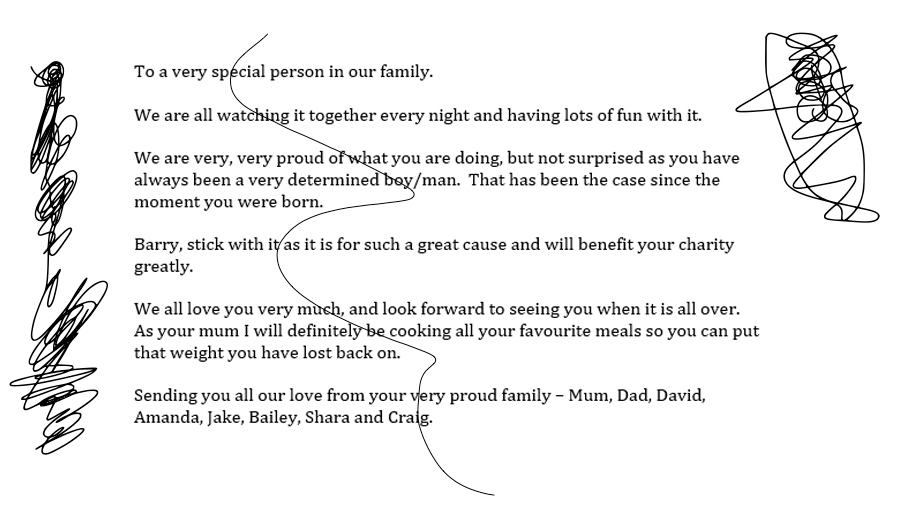 To a very special person in our family.
We are all watching it together every night and having lots of fun with it.
We are very, very proud of what you are doing, but not surprised as you have
always been a very determined boy/man.  That has been the case since the
moment you were born.
Barry, stick with it as it is for such a great cause and will benefit your charity
greatly.
We all love you very much, and look forward to seeing you when it is all over.
As your mum I will definitely be cooking all your favourite meals so you can put
that weight you have lost back on.
Sending you all our love from your very proud family – Mum, Dad, David,
Amanda, Jake, Bailey, Shara and Craig.